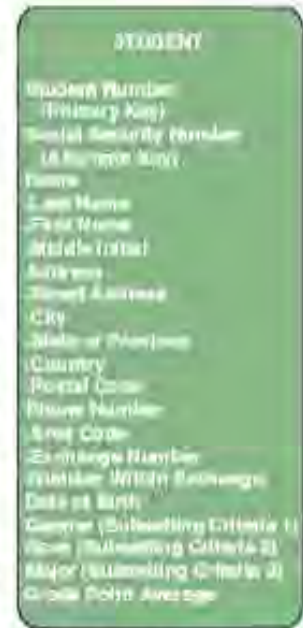 STUDENT
Student Number
(Primary Key)
Social Security Number
(Alternate Key)
Name
.Last Name
.First Name
.Middle Initial
Address
.Street Address
.City
.State or Province
.Country
.Postal Code
Phone Number
.Area Code
.Exchange Number
.Number Within Exchange
Date of Birth
Gender (Subsetting Criteria 1)
Race (Subsetting Criteria 2)
Major (Subsetting Criteria 3)
Grade Point Average